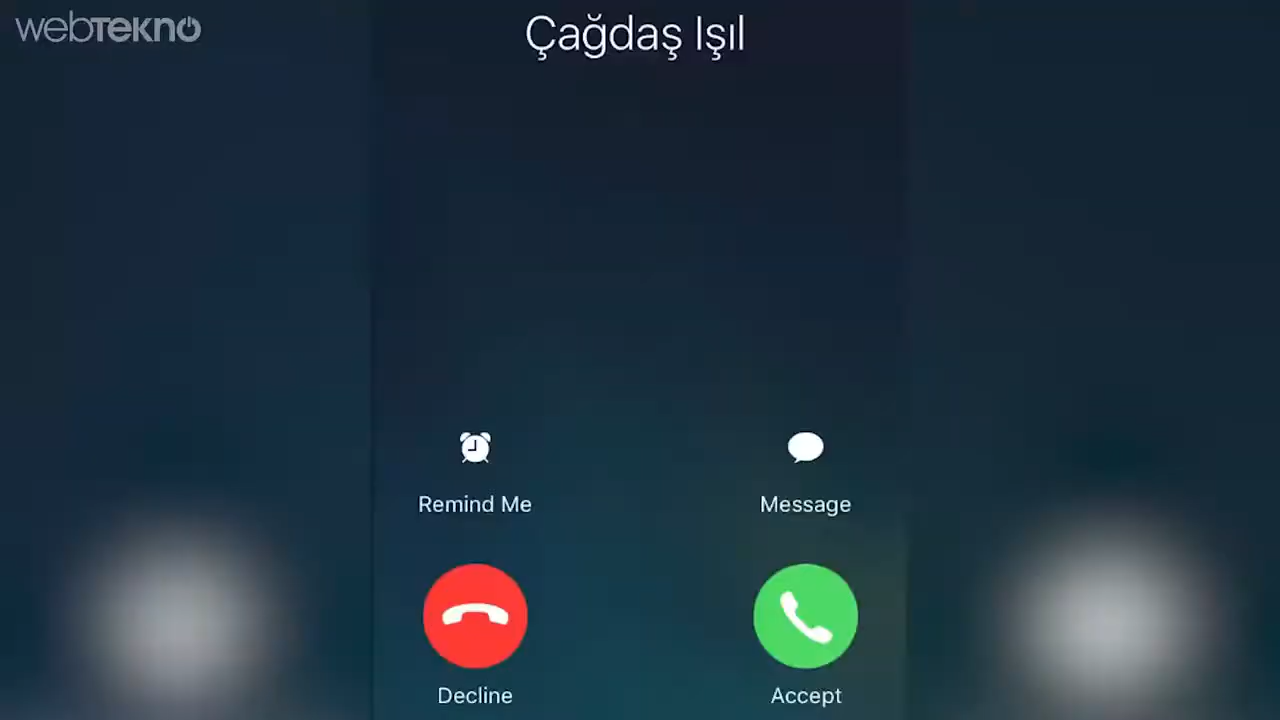 webTEKNO
Çağdaş Işıl
Remind Me
Message
Decline
Accept